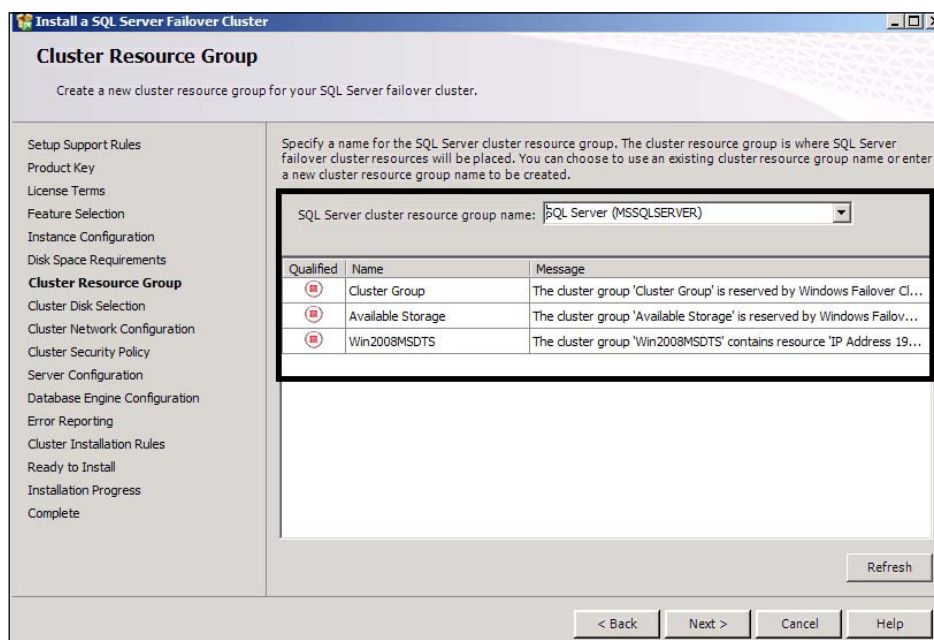 Install a SQL Server Failover Cluster
Cluster Resource Group
Create a new cluster resource group for your SQL Server failover cluster.
Setup Support Rules
Product Key
License Terms
Feature Selection
Instance Configuration
Disk Space Requirements
Cluster Resource Group
Cluster Disk Selection
Cluster Network Configuration
Cluster Security Policy
Server Configuration
Database Engine Configuration
Error Reporting
Cluster Installation Rules
Ready to Install
Installation Progress
Complete
Specify a name for the SQL Server cluster resource group. The cluster resource group is where SQL Server
failover cluster resources will be placed. You can choose to use an existing cluster resource group name or enter
a new cluster resource group name to be created.
SQL Server cluster resource group name: SQL Server (MSSQLSERVER)
Qualified Name Message
Cluster Group The cluster group 'Cluster Group' is reserved by Windows Failover Cl...
Available Storage The cluster group 'Available Storage' is reserved by Windows Failov...
Win2008MSDTS The cluster group 'Win2008MSDTS' contains resource 'IP Address 19...
Refresh
< Back Next > Cancel Help